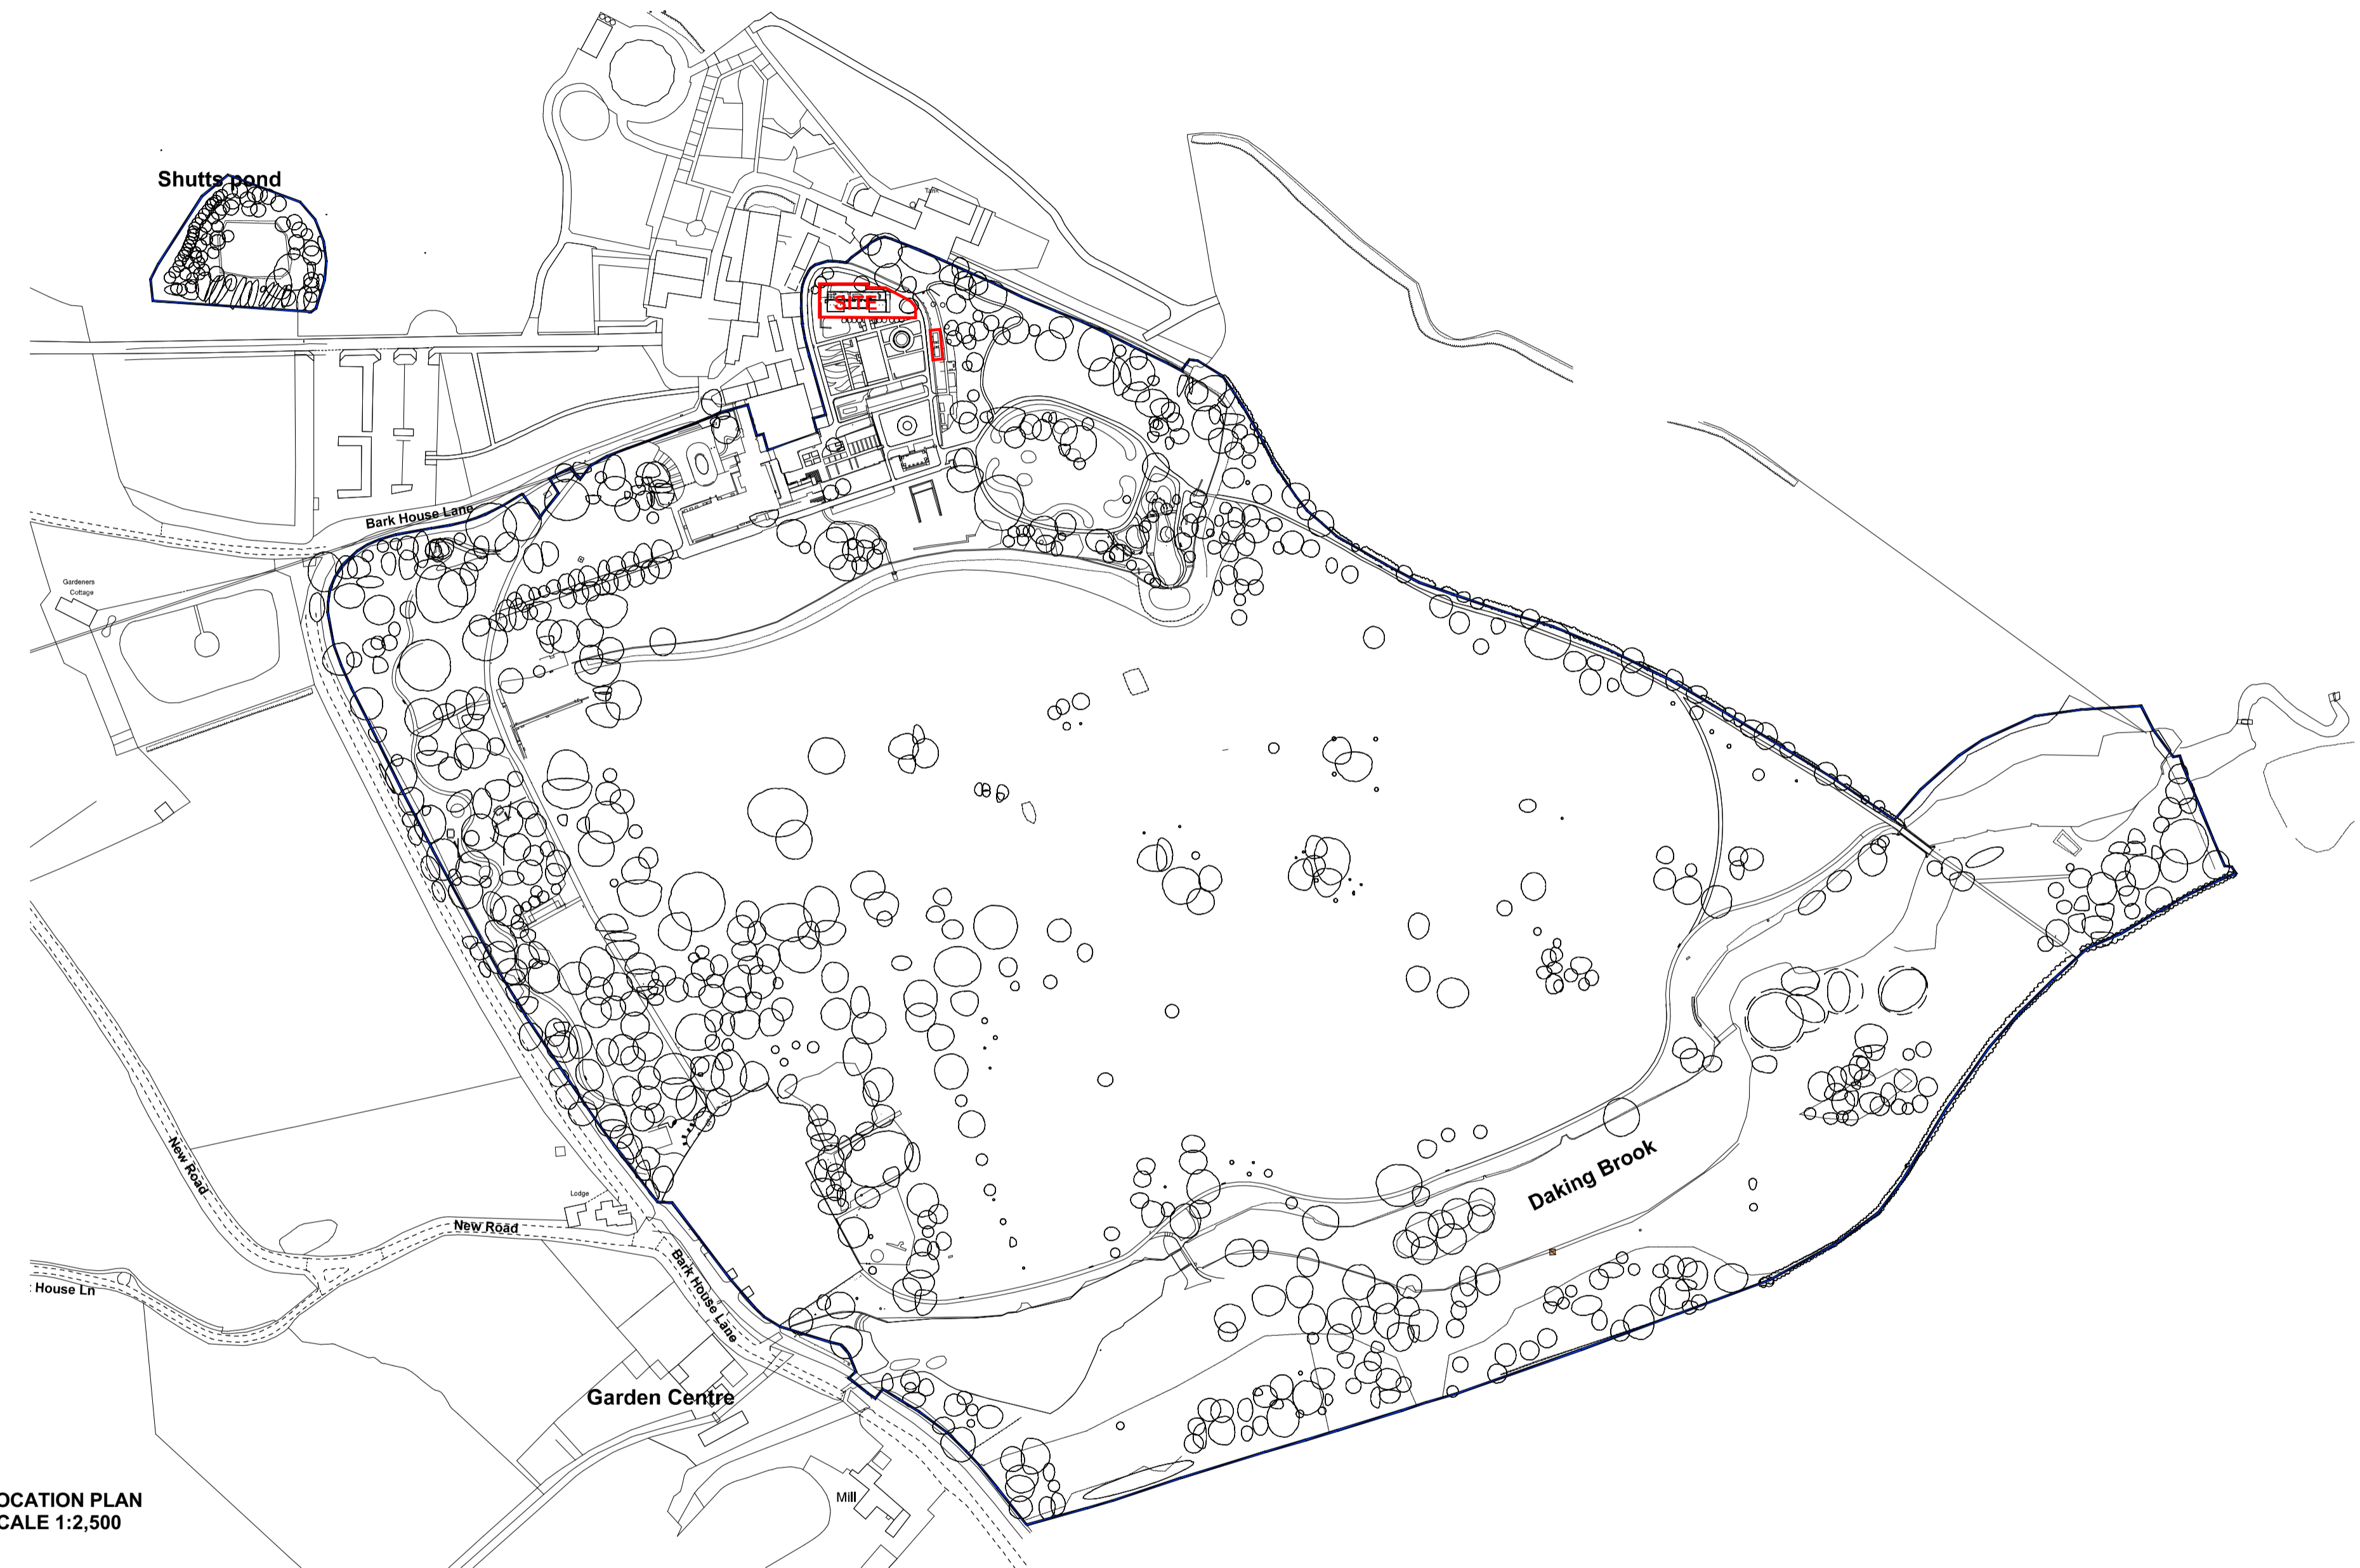 Shutts pond
Tank
SITE
Bark House Lane
Gardeners
Cottage
New Road
Lodge
New Road
Bark House Lane
Daking Brook
House Ln
Garden Centre
Mill
OCATION PLAN
CALE 1:2,500